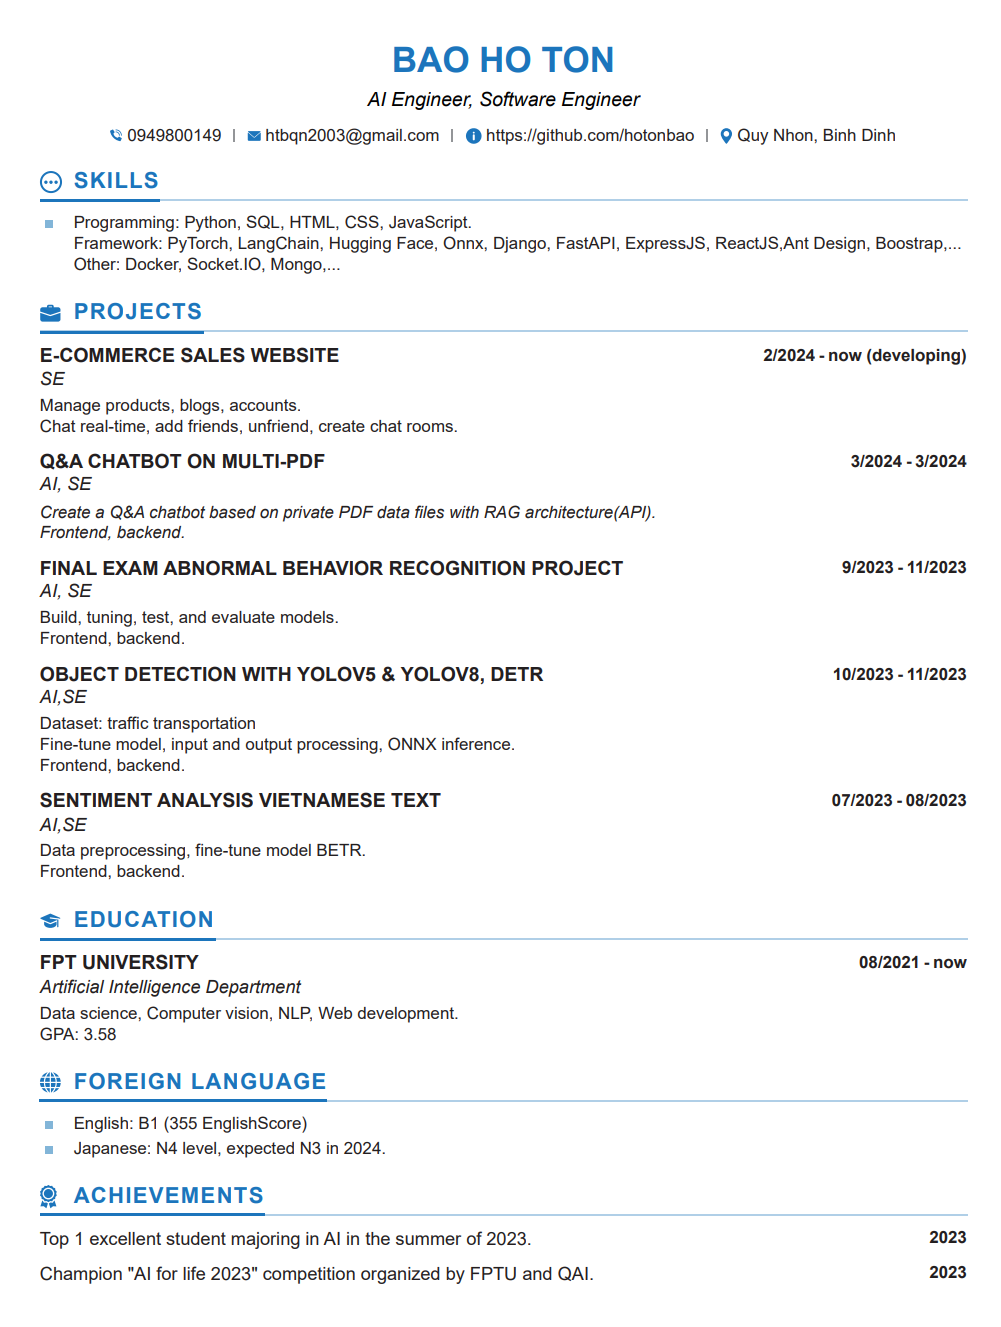 BAO HO TON
AI Engineer, Software Engineer
0949800149 | htbqn2003@gmail.com | https://github.com/hotonbao | Quy Nhon, Binh Dinh
SKILLS
Programming: Python, SQL, HTML, CSS, JavaScript.
Framework: PyTorch, LangChain, Hugging Face, Onnx, Django, FastAPI, ExpressJS, ReactJS,Ant Design, Boostrap,...
Other: Docker, Socket.IO, Mongo,...
PROJECTS
E-COMMERCE SALES WEBSITE 2/2024 - now (developing)
SE
Manage products, blogs, accounts.
Chat real-time, add friends, unfriend, create chat rooms.
Q&A CHATBOT ON MULTI-PDF 3/2024 - 3/2024
AI, SE
Create a Q&A chatbot based on private PDF data files with RAG architecture(API).
Frontend, backend.
FINAL EXAM ABNORMAL BEHAVIOR RECOGNITION PROJECT 9/2023 - 11/2023
AI, SE
Build, tuning, test, and evaluate models.
Frontend, backend.
OBJECT DETECTION WITH YOLOV5 & YOLOV8, DETR 10/2023 - 11/2023
AI,SE
Dataset: traffic transportation
Fine-tune model, input and output processing, ONNX inference.
Frontend, backend.
SENTIMENT ANALYSIS VIETNAMESE TEXT 07/2023 - 08/2023
AI,SE
Data preprocessing, fine-tune model BETR.
Frontend, backend.
EDUCATION
FPT UNIVERSITY 08/2021 - now
Artificial Intelligence Department
Data science, Computer vision, NLP, Web development.
GPA: 3.58
FOREIGN LANGUAGE
English: B1 (355 EnglishScore)
Japanese: N4 level, expected N3 in 2024.
ACHIEVEMENTS
Top 1 excellent student majoring in AI in the summer of 2023. 2023
Champion "AI for life 2023" competition organized by FPTU and QAI. 2023